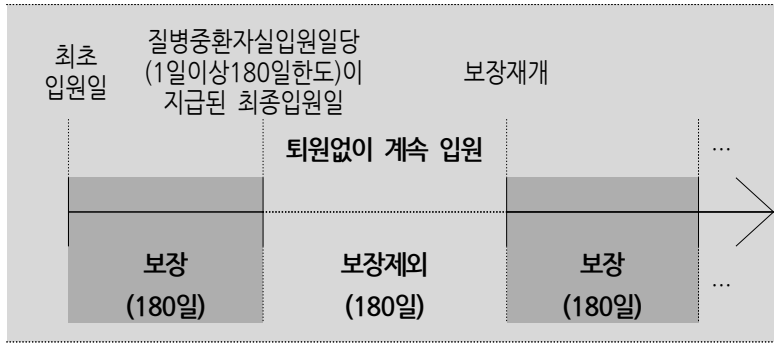 최초
입원일
질병중환자실입원일당
(1일이상180일한도)이
지급된 최종입원일
보장재개
퇴원없이 계속 입원
...
보장
(180일)
보장제외
(180일)
보장
(180일)
...